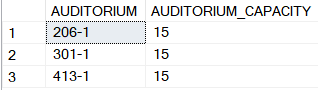 AUDITORIUM AUDITORIUM_CAPACITY
1 206-1 15
2 301-1 15
3 413-1 15